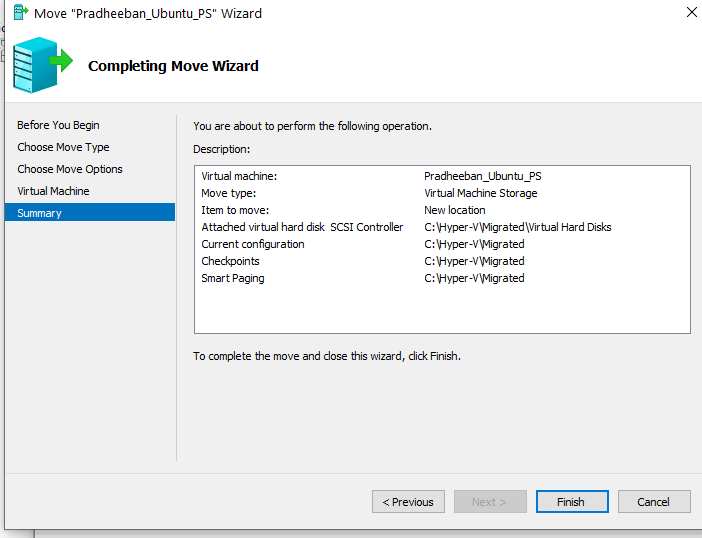 Move "Pradheeban_Ubuntu_PS" Wizard
Completing Move Wizard
Before You Begin
Choose Move Type
Choose Move Options
Virtual Machine
Summary
You are about to perform the following operation.
Description:
Virtual machine: Pradheeban_Ubuntu_PS
Move type: Virtual Machine Storage
Item to move: New location
Attached virtual hard disk  SCSI Controller C:\Hyper-V\Migrated\Virtual Hard Disks
Current configuration C:\Hyper-V\Migrated
Checkpoints C:\Hyper-V\Migrated
Smart Paging C:\Hyper-V\Migrated
To complete the move and close this wizard, click Finish.
< Previous Next > Finish Cancel